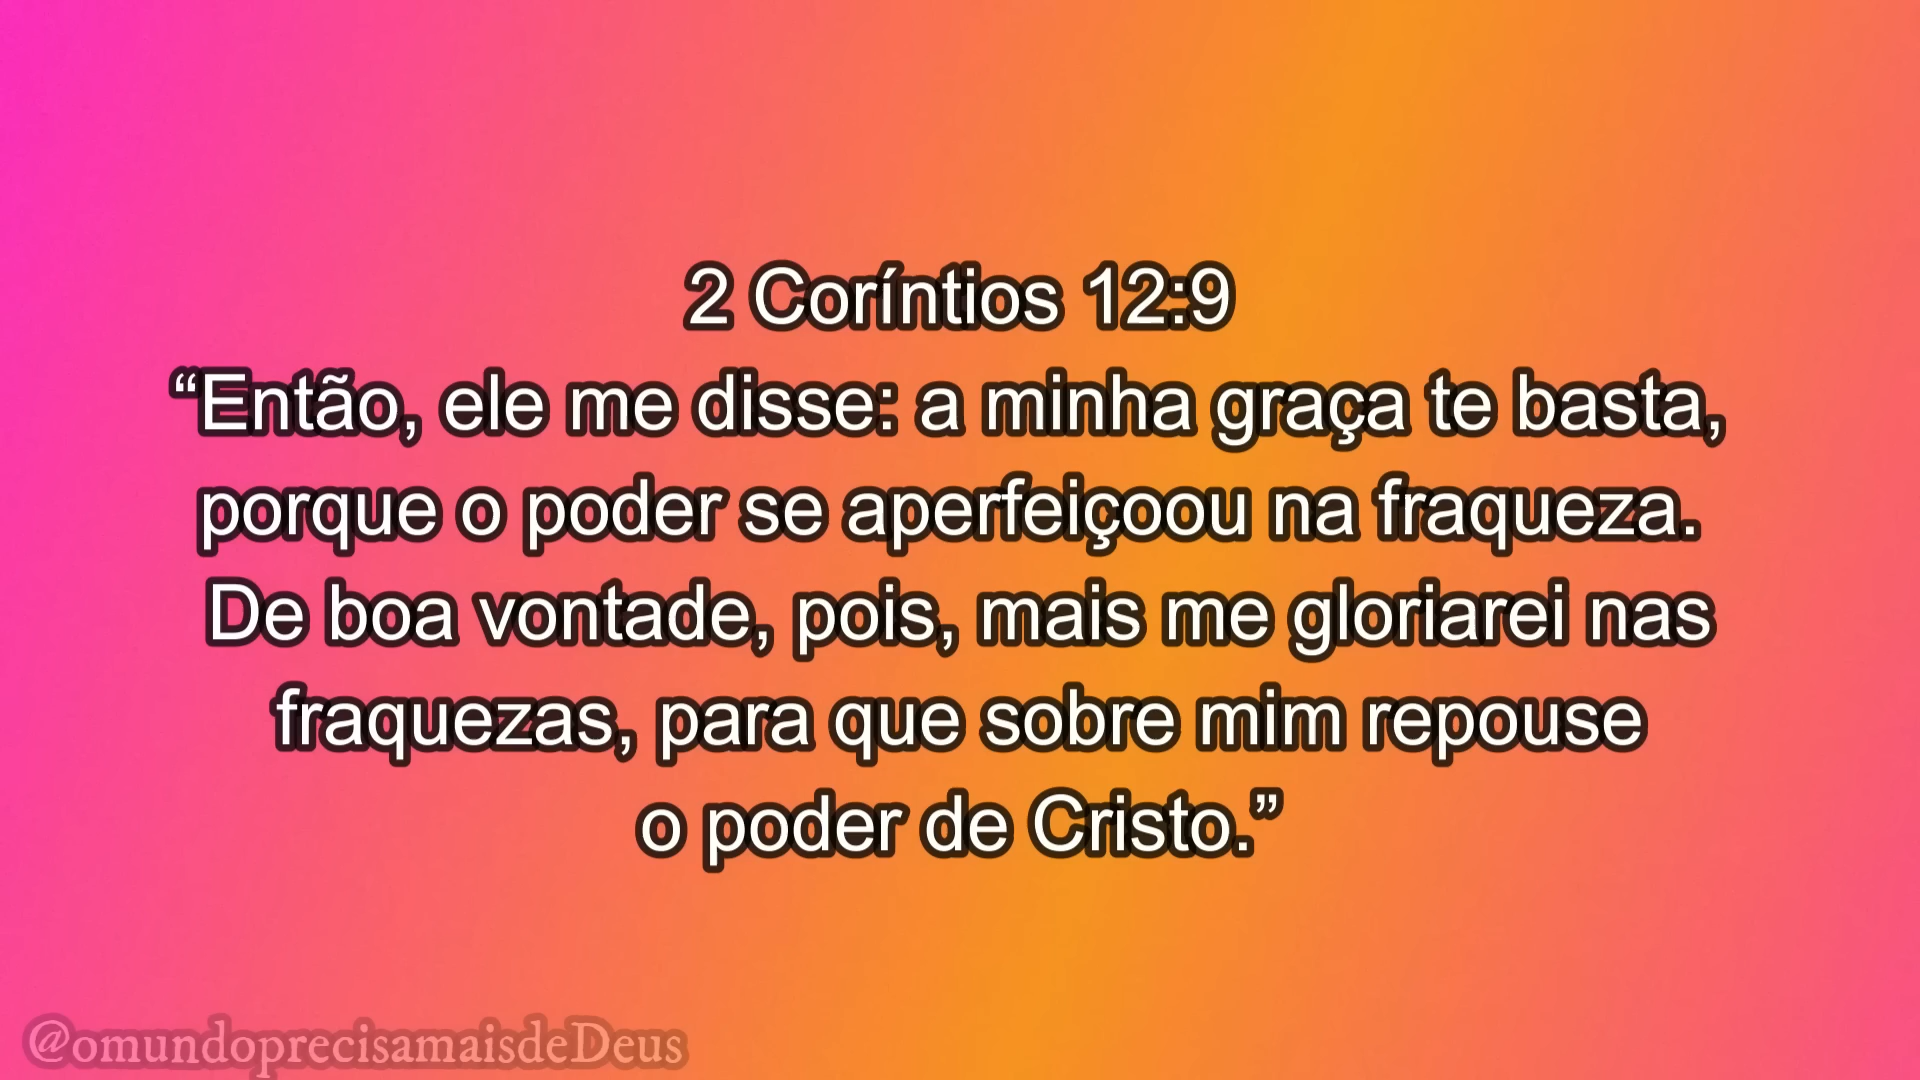 2 Coríntios 12:9
“Então, ele me disse: a minha graça te basta,
porque o poder se aperfeiçoou na fraqueza.
De boa vontade, pois, mais me gloriarei nas
fraquezas, para que sobre mim repouse
o poder de Cristo.”
@omundoprecisamaisdeDeus